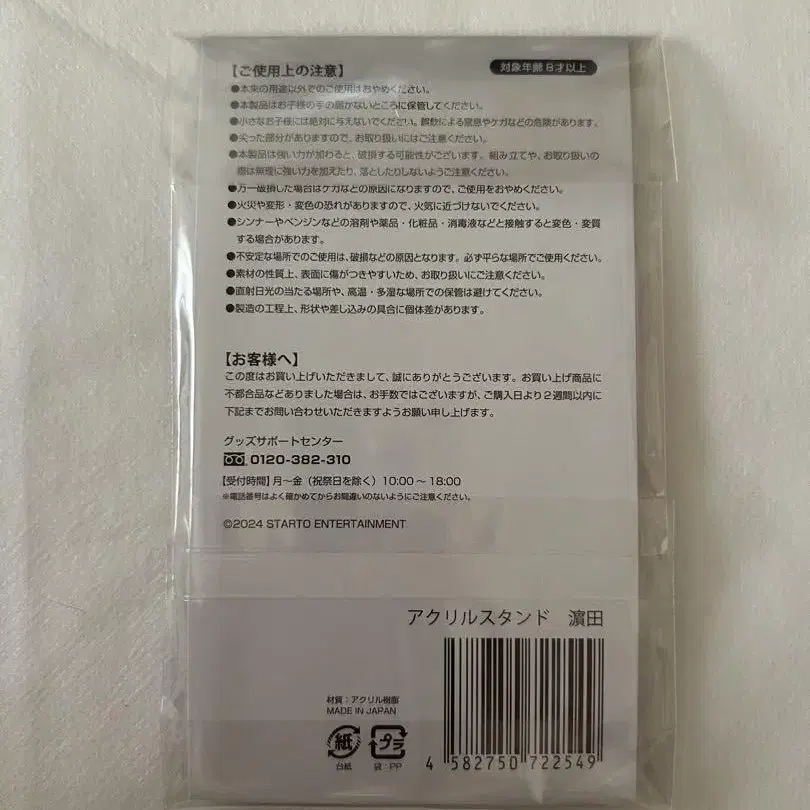 【ご使用上の注意】 対象年齢8才以上
●本来の用途以外でのご使用はおやめください。
●本製品はお子様の手の届かないところに保管してください。
●小さなお子様には絶対に与えないでください。誤飲による窒息やケガなどの危険があります。
●尖った部分がありますので、お取り扱いにはご注意ください。
●本製品は強い力が加わると、破損する可能性がございます。組み立てや、お取り扱いの
際は無理に強い力を加えたり、落としたりしないようにご注意ください。
●万一破損した場合はケガなどの原因になりますので、ご使用をおやめください。
●火災や変形・変色の恐れがありますので、火気に近づけないでください。
●シンナーやベンジンなどの溶剤や薬品・化粧品・消毒液などと接触すると変色・変質
する場合があります。
●不安定な場所でのご使用は、破損などの原因となります。必ず平らな場所でご使用ください。
●素材の性質上、表面に傷がつきやすいため、お取り扱いにご注意ください。
●直射日光の当たる場所や、高温・多湿な場所での保管は避けてください。
●製造の工程上、形状や差し込みの具合に個体差があります。
【お客様へ】
この度はお買い上げいただきまして、誠にありがとうございます。お買い上げ商品に
不都合品などありました場合は、お手数ではございますが、ご購入日より2週間以内に
下記までお問い合わせいただきますようお願い申し上げます。
グッズサポートセンター
0120-382-310
【受付時間】月～金（祝祭日を除く）10:00～18:00
※電話番号はよく確かめてからお間違いのないようにご注意ください。
©2024 STARTO ENTERTAINMENT
アクリルスタンド 濵田
材質：アクリル樹脂
MADE IN JAPAN
紙 プラ
台紙 袋：PP
4 582750 722549